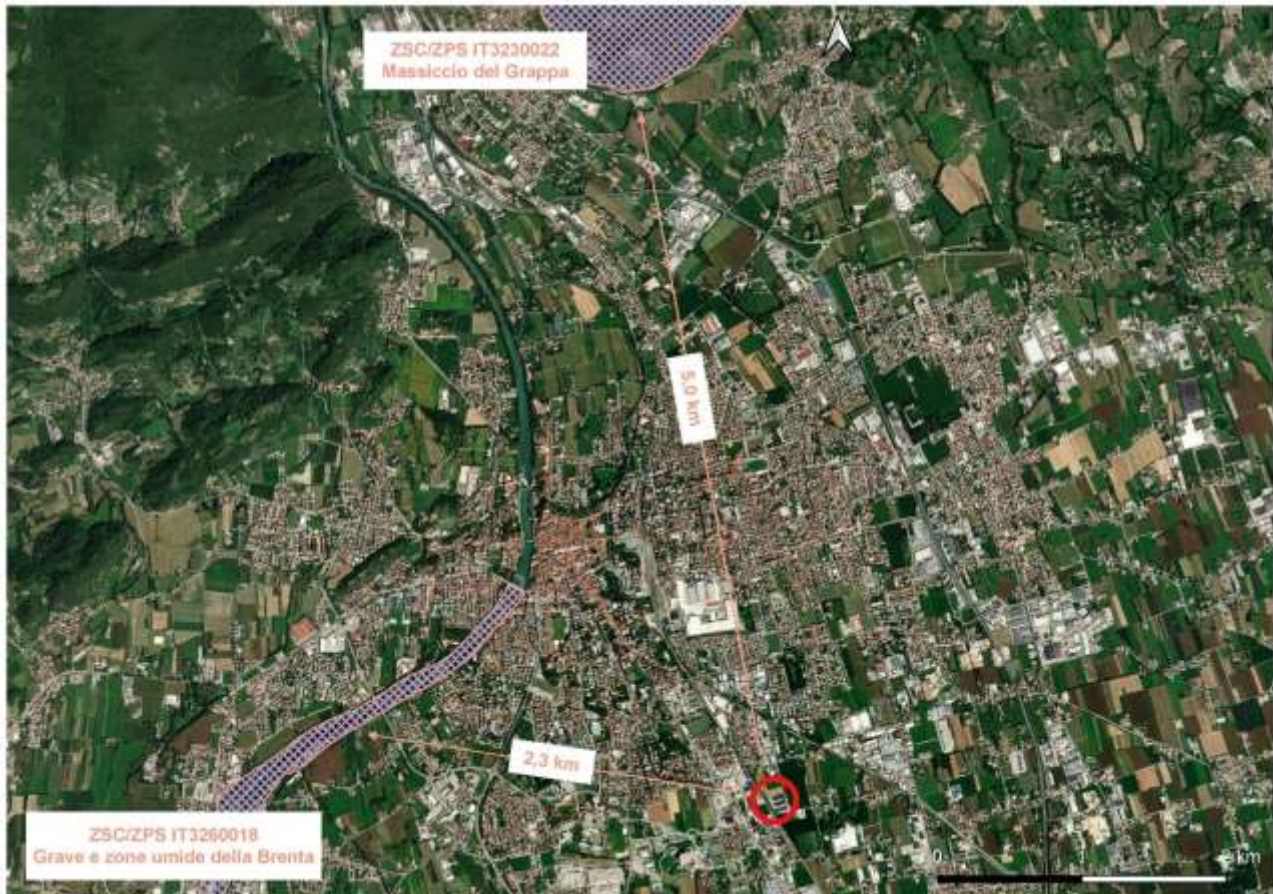 ZSC/ZPS IT3230022
Massiccio del Grappa
5,0 km
2,3 km
ZSC/ZPS IT3260018
Grave e zone umide della Brenta
0
2 km